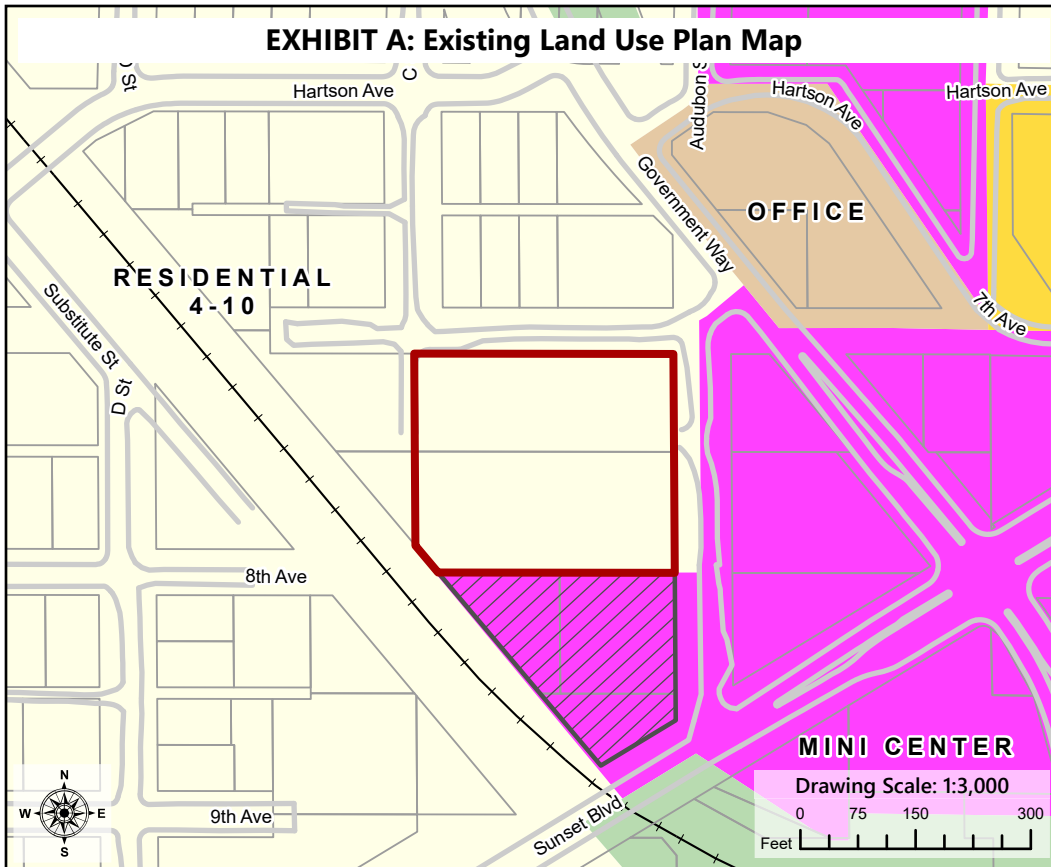 EXHIBIT A: Existing Land Use Plan Map
St
C
Audubon S
Hartson Ave
Hartson Ave
Hartson Ave
Government Way
OFFICE
RESIDENTIAL
4-10
Substitute St
D St
7th Ave
8th Ave
9th Ave
Sunset Blvd
MINI CENTER
Drawing Scale: 1:3,000
0 75 150 300
Feet
N
W E
S